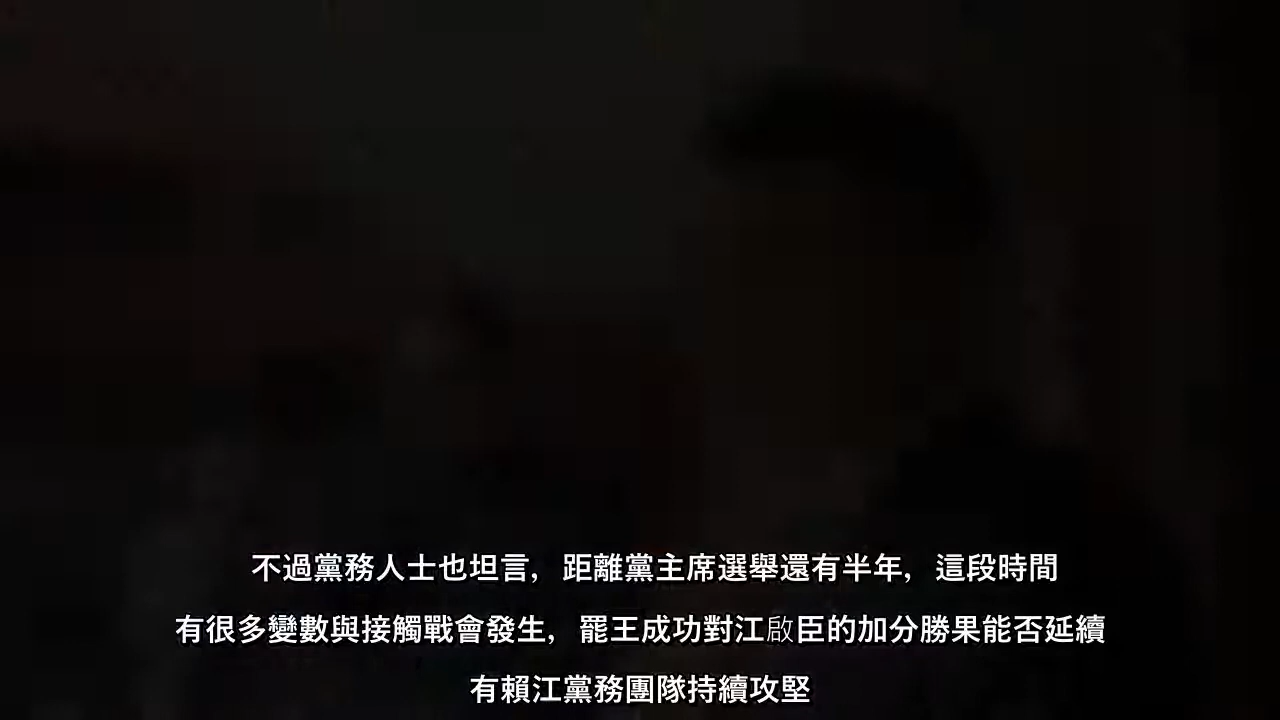 不過黨務人士也坦言，距離黨主席選舉還有半年，這段時間
有很多變數與接觸戰會發生，罷王成功對江啟臣的加分勝果能否延續
有賴江黨務團隊持續攻堅